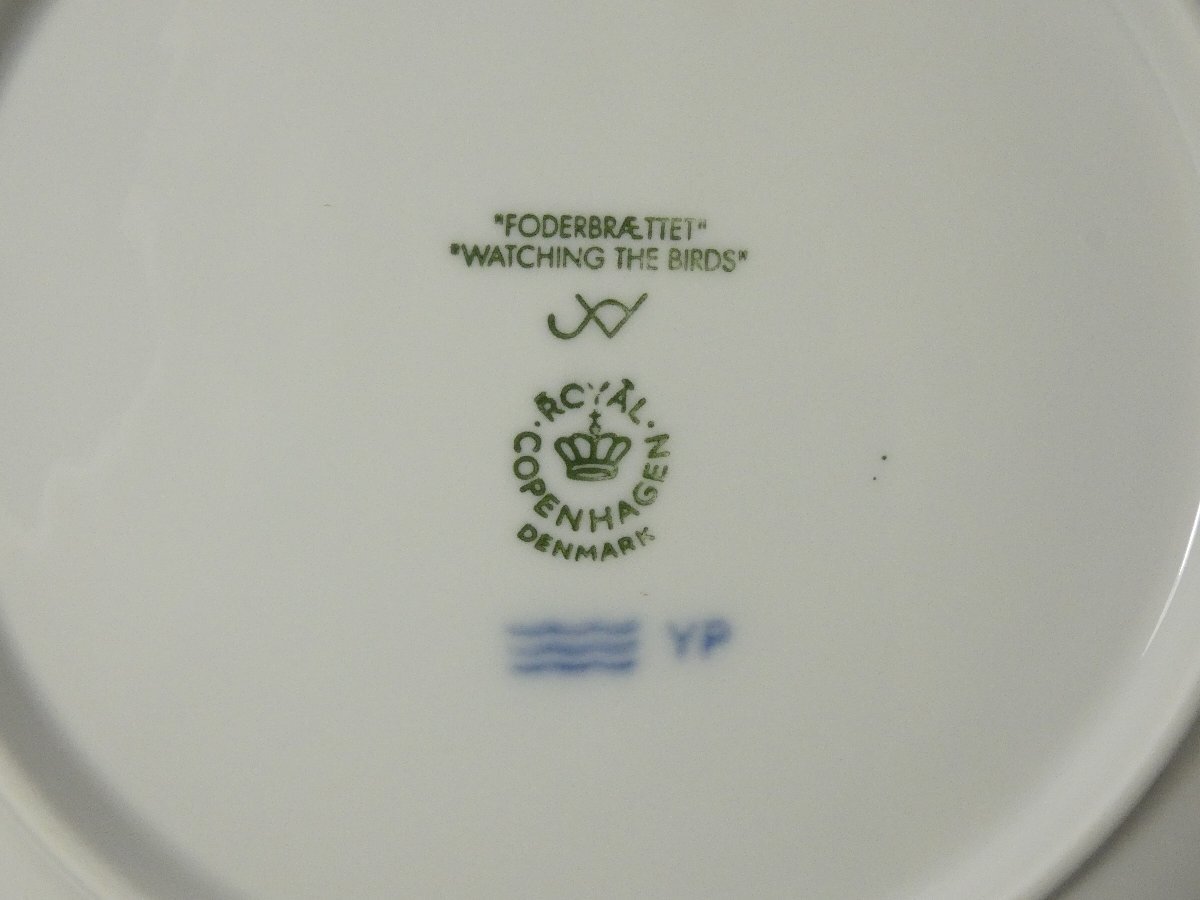 "FODERBRÆTTET"
"WATCHING THE BIRDS"
ROYAL
COPENHAGEN
DENMARK
YP